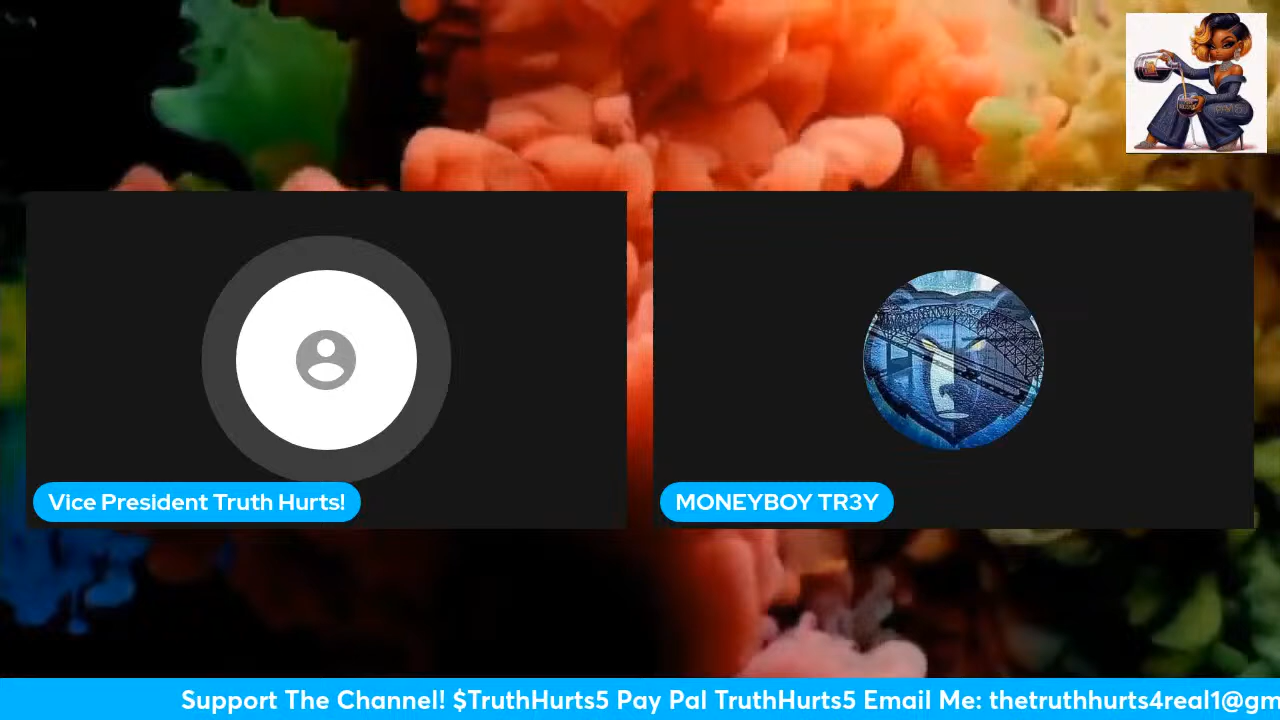 Vice President Truth Hurts!
MONEYBOY TR3Y
Support The Channel! $TruthHurts5 Pay Pal TruthHurts5 Email Me: thetruthhurts4real1@gm